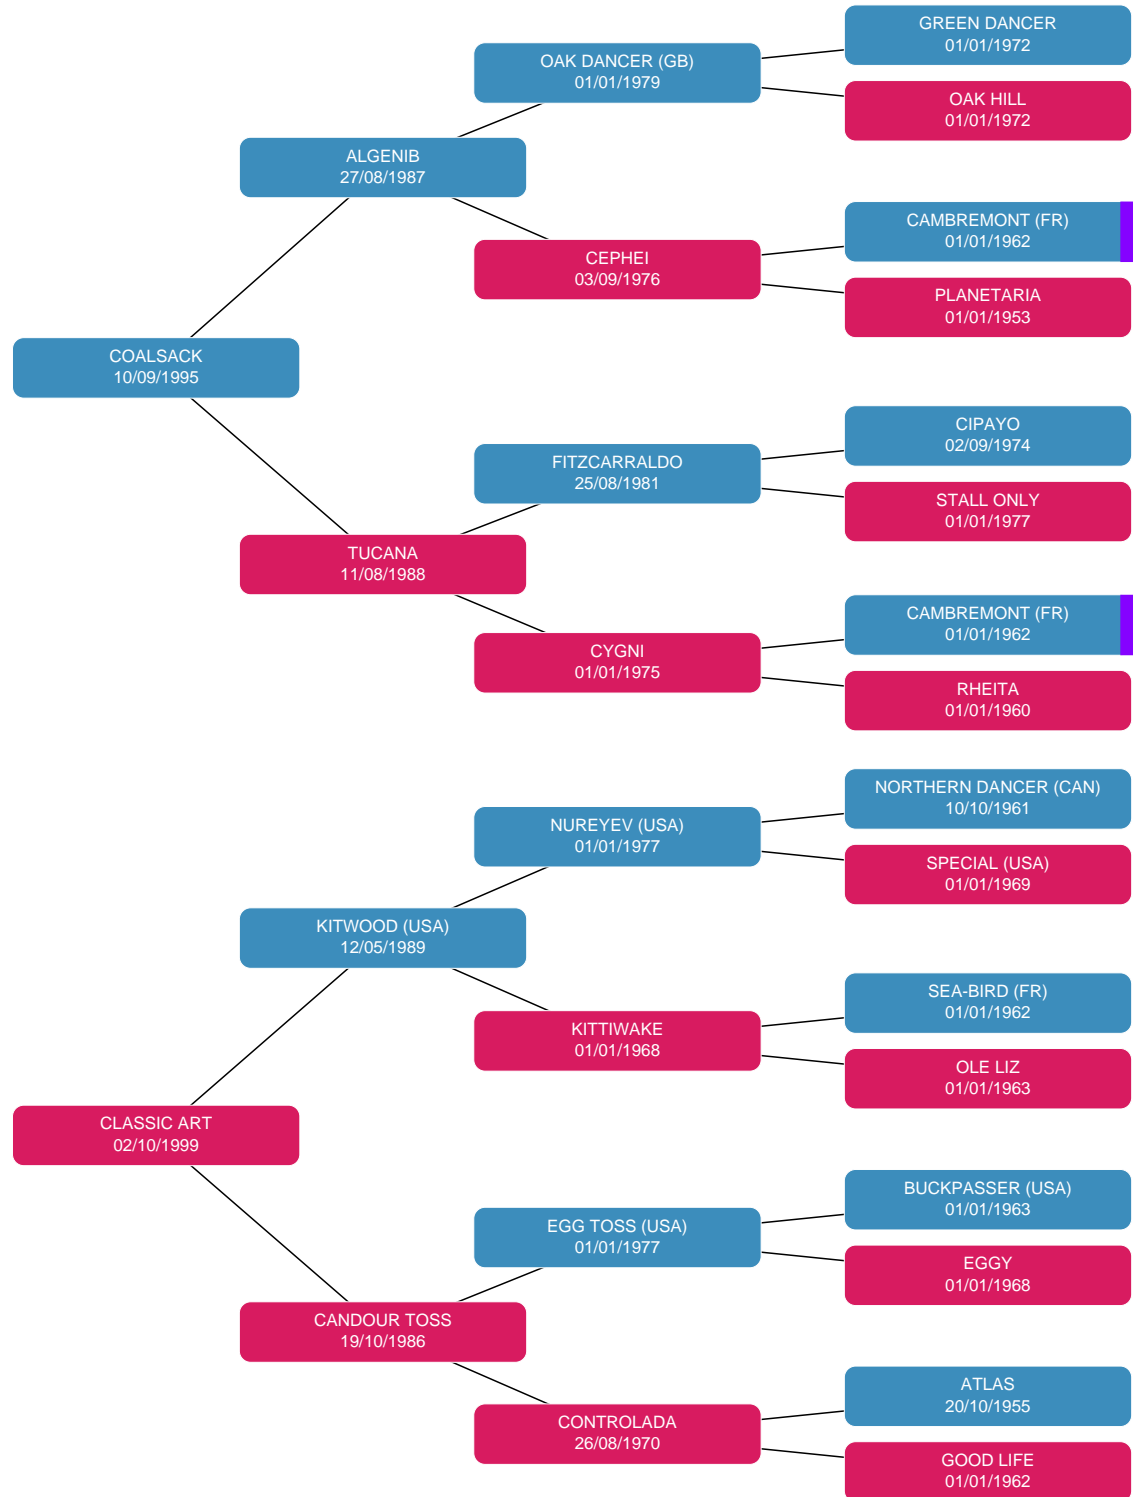 GREEN DANCER
01/01/1972
OAK DANCER (GB)
01/01/1979
OAK HILL
01/01/1972
ALGENIB
27/08/1987
CAMBREMONT (FR)
01/01/1962
CEPHEI
03/09/1976
PLANETARIA
01/01/1953
COALSACK
10/09/1995
CIPAYO
02/09/1974
FITZCARRALDO
25/08/1981
STALL ONLY
01/01/1977
TUCANA
11/08/1988
CAMBREMONT (FR)
01/01/1962
CYGNI
01/01/1975
RHEITA
01/01/1960
NORTHERN DANCER (CAN)
10/10/1961
NUREYEV (USA)
01/01/1977
SPECIAL (USA)
01/01/1969
KITWOOD (USA)
12/05/1989
SEA-BIRD (FR)
01/01/1962
KITTIWAKE
01/01/1968
OLE LIZ
01/01/1963
CLASSIC ART
02/10/1999
BUCKPASSER (USA)
01/01/1963
EGG TOSS (USA)
01/01/1977
EGGY
01/01/1968
CANDOUR TOSS
19/10/1986
ATLAS
20/10/1955
CONTROLADA
26/08/1970
GOOD LIFE
01/01/1962